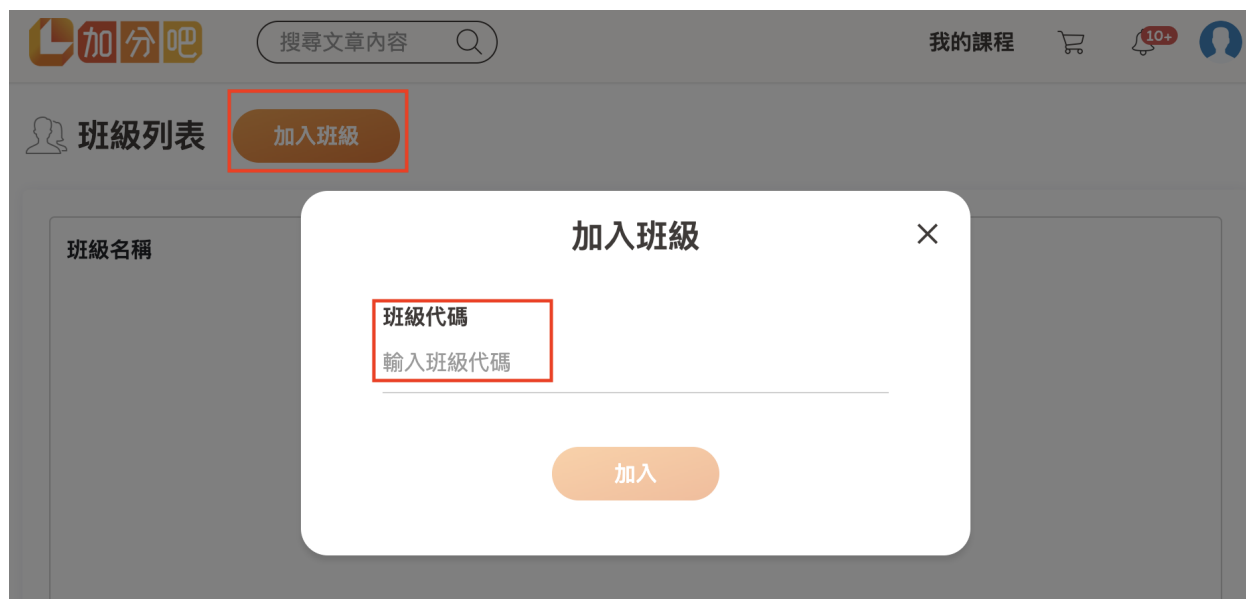 加分吧
搜尋文章內容
我的課程
10+
班級列表
加入班級
班級名稱
加入班級
班級代碼
輸入班級代碼
加入